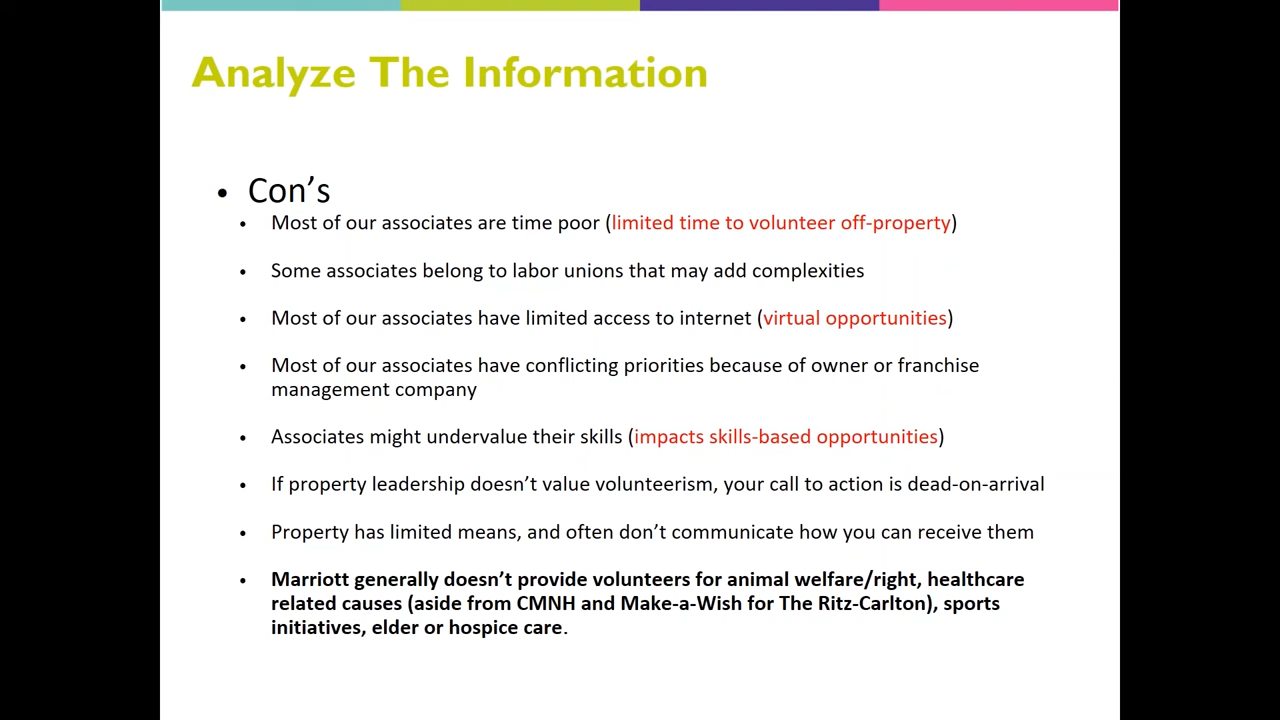 Analyze The Information
• Con’s
• Most of our associates are time poor (limited time to volunteer off-property)
• Some associates belong to labor unions that may add complexities
• Most of our associates have limited access to internet (virtual opportunities)
• Most of our associates have conflicting priorities because of owner or franchise
management company
• Associates might undervalue their skills (impacts skills-based opportunities)
• If property leadership doesn’t value volunteerism, your call to action is dead-on-arrival
• Property has limited means, and often don’t communicate how you can receive them
• Marriott generally doesn’t provide volunteers for animal welfare/right, healthcare
related causes (aside from CMNH and Make-a-Wish for The Ritz-Carlton), sports
initiatives, elder or hospice care.